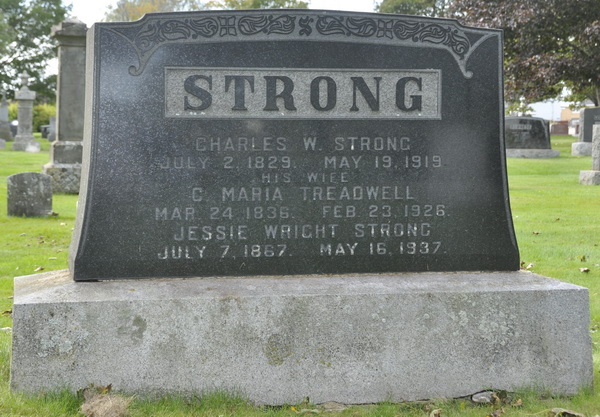 STRONG
CHARLES W. STRONG
JULY 2, 1829. MAY 19, 1919.
HIS WIFE
C. MARIA TREADWELL
MAR. 24 1836. FEB. 23, 1926.
JESSIE WRIGHT STRONG
JULY 7, 1867. MAY 16, 1937.